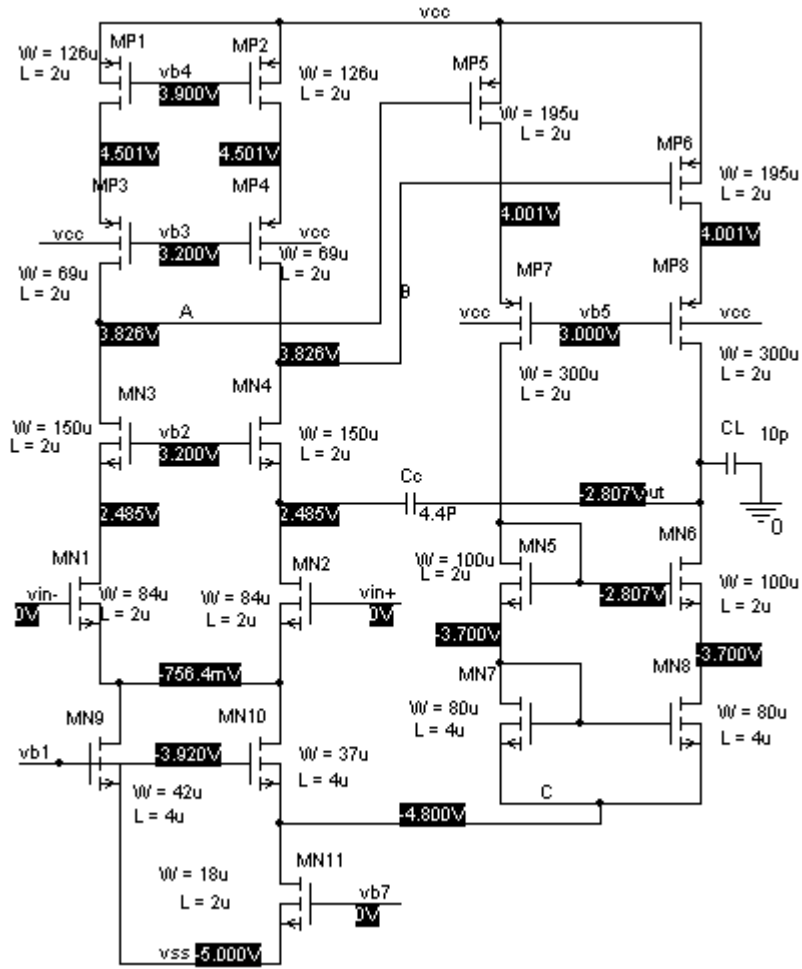 vcc
MP1
MP2
W = 126u
L = 2u
vb4
3.900V
W = 126u
L = 2u
MP5
W = 195u
L = 2u
4.501V
4.501V
MP6
W = 195u
L = 2u
MP3
MP4
4.001V
4.001V
vcc
vb3
3.200V
vcc
W = 69u
L = 2u
W = 69u
L = 2u
MP7
MP8
B
A
3.826V
3.826V
vcc
vb5
3.000V
vcc
W = 300u
L = 2u
W = 300u
L = 2u
MN3
MN4
W = 150u
L = 2u
vb2
3.200V
W = 150u
L = 2u
CL
10p
0
Cc
4.4P
-2.807V
out
2.485V
2.485V
MN1
MN2
MN5
MN6
W = 100u
L = 2u
-2.807V
W = 100u
L = 2u
vin-
0V
W = 84u
L = 2u
W = 84u
L = 2u
vin+
0V
-3.700V
-3.700V
-756.4mV
MN7
MN8
MN9
MN10
W = 80u
L = 4u
W = 80u
L = 4u
vb1
-3.920V
W = 37u
L = 4u
W = 42u
L = 4u
C
-4.800V
MN11
W = 18u
L = 2u
vb7
0V
vss
-5.000V